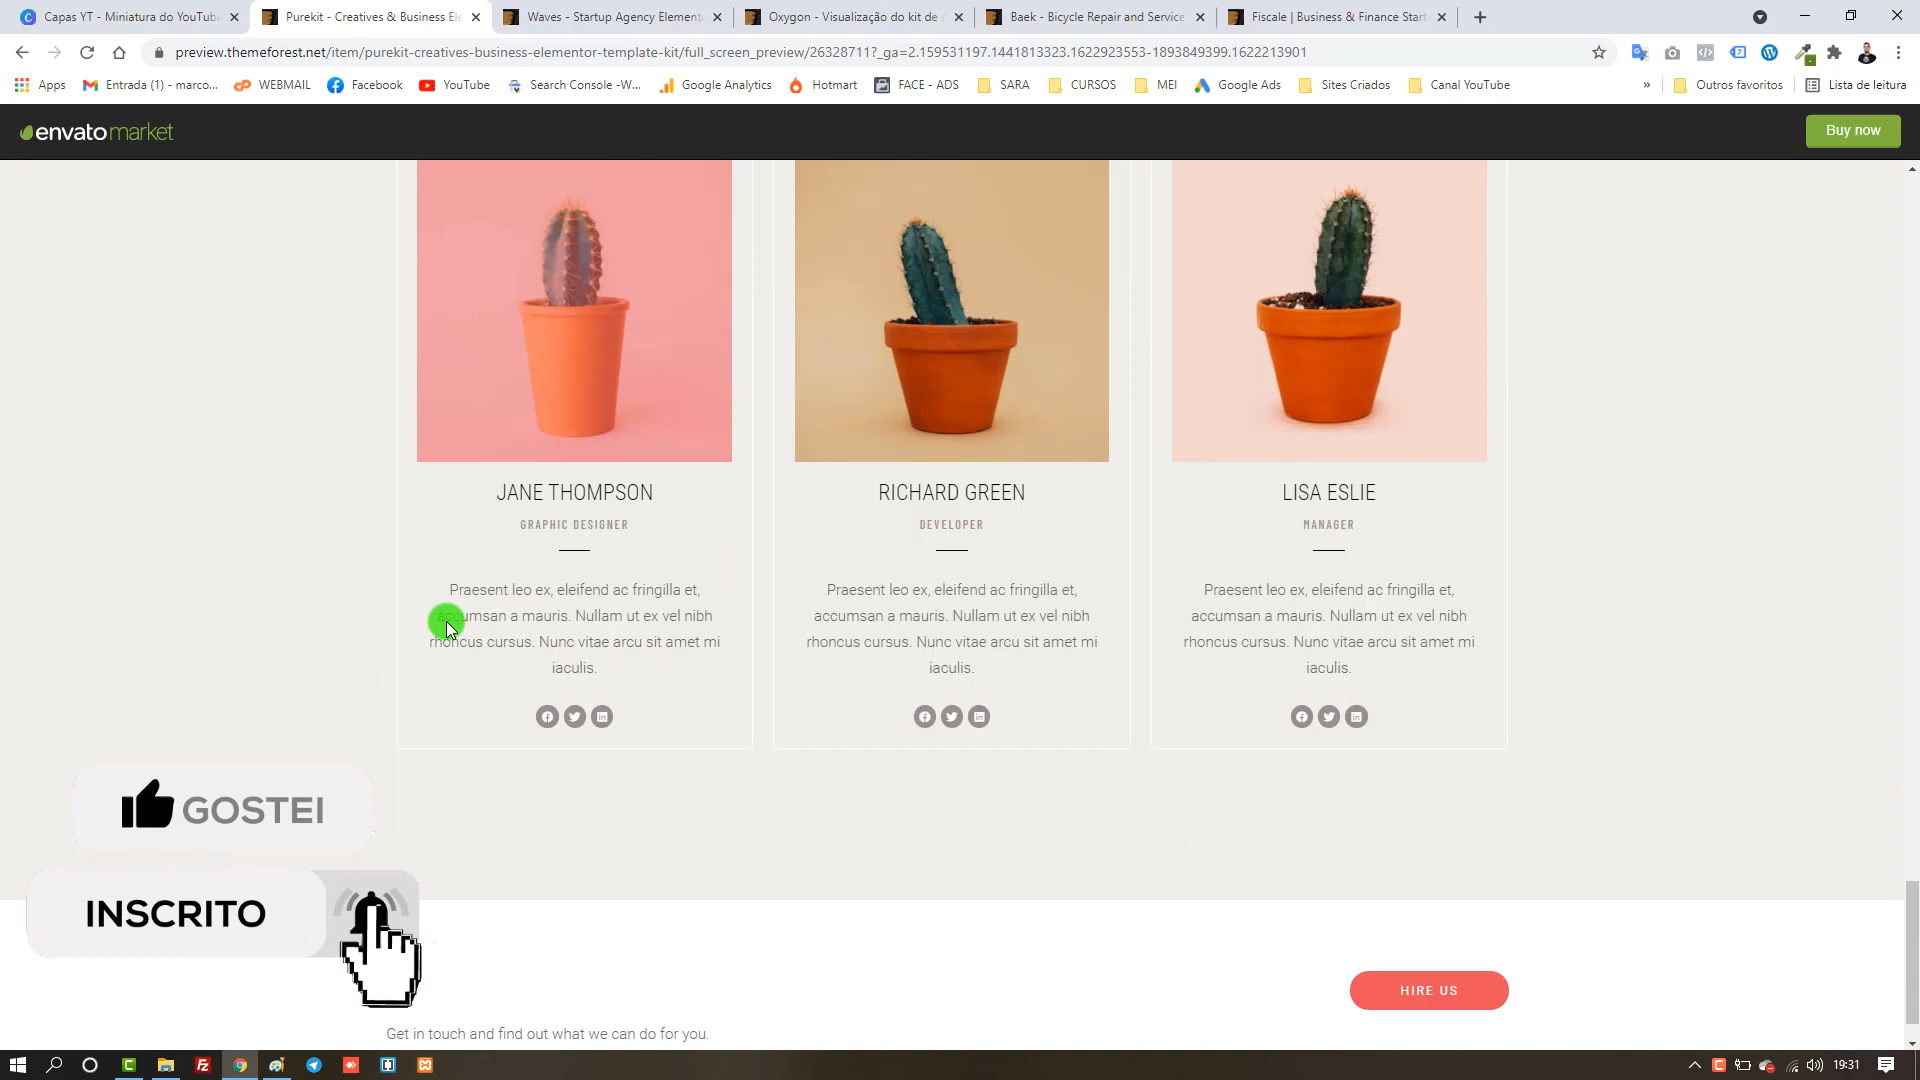 Capas YT - Miniatura do YouTube
Purekit - Creatives & Business El
Waves - Startup Agency Element
Oxygon - Visualização do kit de
Baek - Bicycle Repair and Service
Fiscale | Business & Finance Start
preview.themeforest.net/item/purekit-creatives-business-elementor-template-kit/full_screen_preview/26328711?_ga=2.159531197.1441813323.1622923553-1893849399.1622213901
Apps
Entrada (1) - marco...
WEBMAIL
Facebook
YouTube
Search Console -W...
Google Analytics
Hotmart
FACE - ADS
SARA
CURSOS
MEI
Google Ads
Sites Criados
Canal YouTube
»
Outros favoritos
Lista de leitura
envatomarket
Buy now
JANE THOMPSON
GRAPHIC DESIGNER
Praesent leo ex, eleifend ac fringilla et,
accumsan a mauris. Nullam ut ex vel nibh
rhoncus cursus. Nunc vitae arcu sit amet mi
iaculis.
RICHARD GREEN
DEVELOPER
Praesent leo ex, eleifend ac fringilla et,
accumsan a mauris. Nullam ut ex vel nibh
rhoncus cursus. Nunc vitae arcu sit amet mi
iaculis.
LISA ESLIE
MANAGER
Praesent leo ex, eleifend ac fringilla et,
accumsan a mauris. Nullam ut ex vel nibh
rhoncus cursus. Nunc vitae arcu sit amet mi
iaculis.
GOSTEI
INSCRITO
HIRE US
Get in touch and find out what we can do for you.
19:31